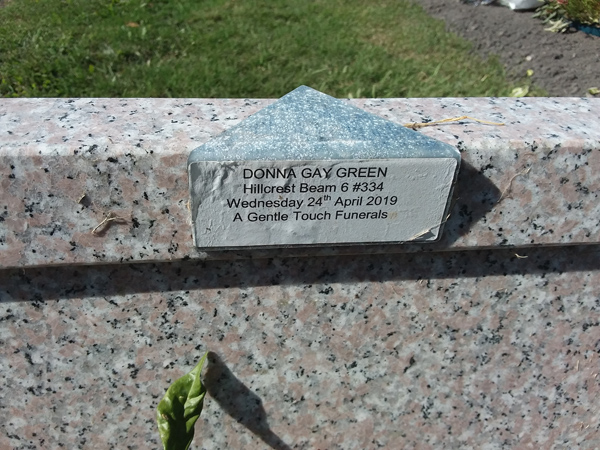 DONNA GAY GREEN
Hillcrest Beam 6 #334
Wednesday 24th April 2019
A Gentle Touch Funerals